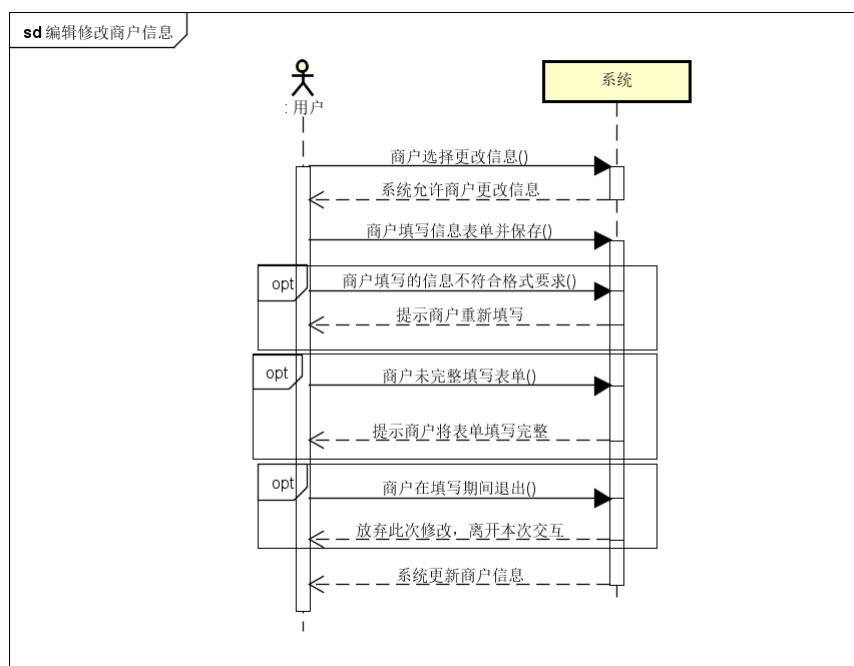 sd 编辑修改商户信息
系统
: 用户
商户选择更改信息()
系统允许商户更改信息
商户填写信息表单并保存()
opt
商户填写的信息不符合格式要求()
提示商户重新填写
opt
商户未完整填写表单()
提示商户将表单填写完整
opt
商户在填写期间退出()
放弃此次修改，离开本次交互
系统更新商户信息